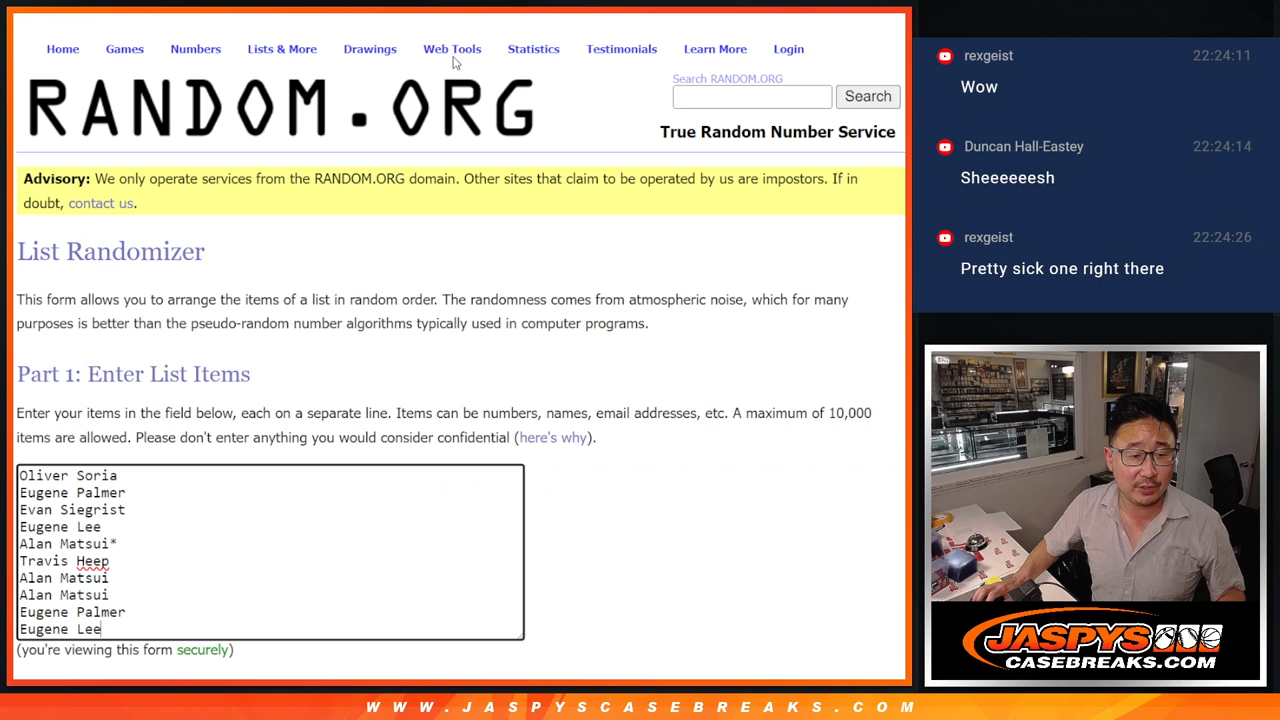 Home Games Numbers Lists & More Drawings Web Tools Statistics Testimonials Learn More Login
RANDOM.ORG
Search RANDOM.ORG
Search
True Random Number Service
Advisory: We only operate services from the RANDOM.ORG domain. Other sites that claim to be operated by us are impostors. If in
doubt, contact us.
List Randomizer
This form allows you to arrange the items of a list in random order. The randomness comes from atmospheric noise, which for many
purposes is better than the pseudo-random number algorithms typically used in computer programs.
Part 1: Enter List Items
Enter your items in the field below, each on a separate line. Items can be numbers, names, email addresses, etc. A maximum of 10,000
items are allowed. Please don't enter anything you would consider confidential (here's why).
Oliver Soria
Eugene Palmer
Evan Siegrist
Eugene Lee
Alan Matsui*
Travis Heep
Alan Matsui
Alan Matsui
Eugene Palmer
Eugene Lee
(you're viewing this form securely)
rexgeist 22:24:11
Wow
Duncan Hall-Eastey 22:24:14
Sheeeeeesh
rexgeist 22:24:26
Pretty sick one right there
JASPYS
CASEBREAKS.COM
WWW.JASPYSCASEBREAKS.COM